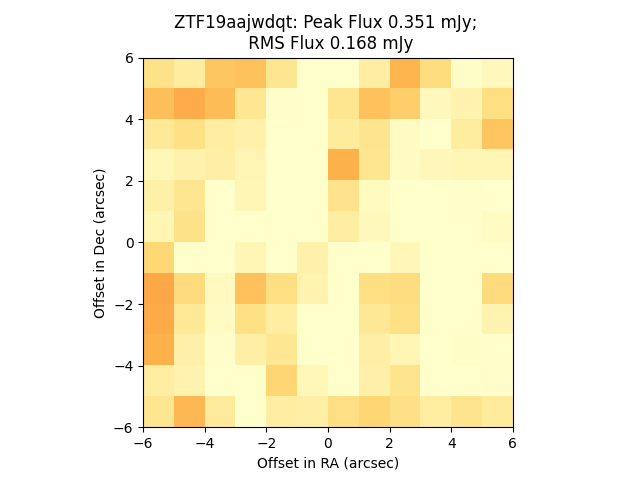 ZTF19aajwdqt: Peak Flux 0.351 mJy;
RMS Flux 0.168 mJy
6
4
2
0
−2
−4
−6
Offset in Dec (arcsec)
−6 −4 −2 0 2 4 6
Offset in RA (arcsec)